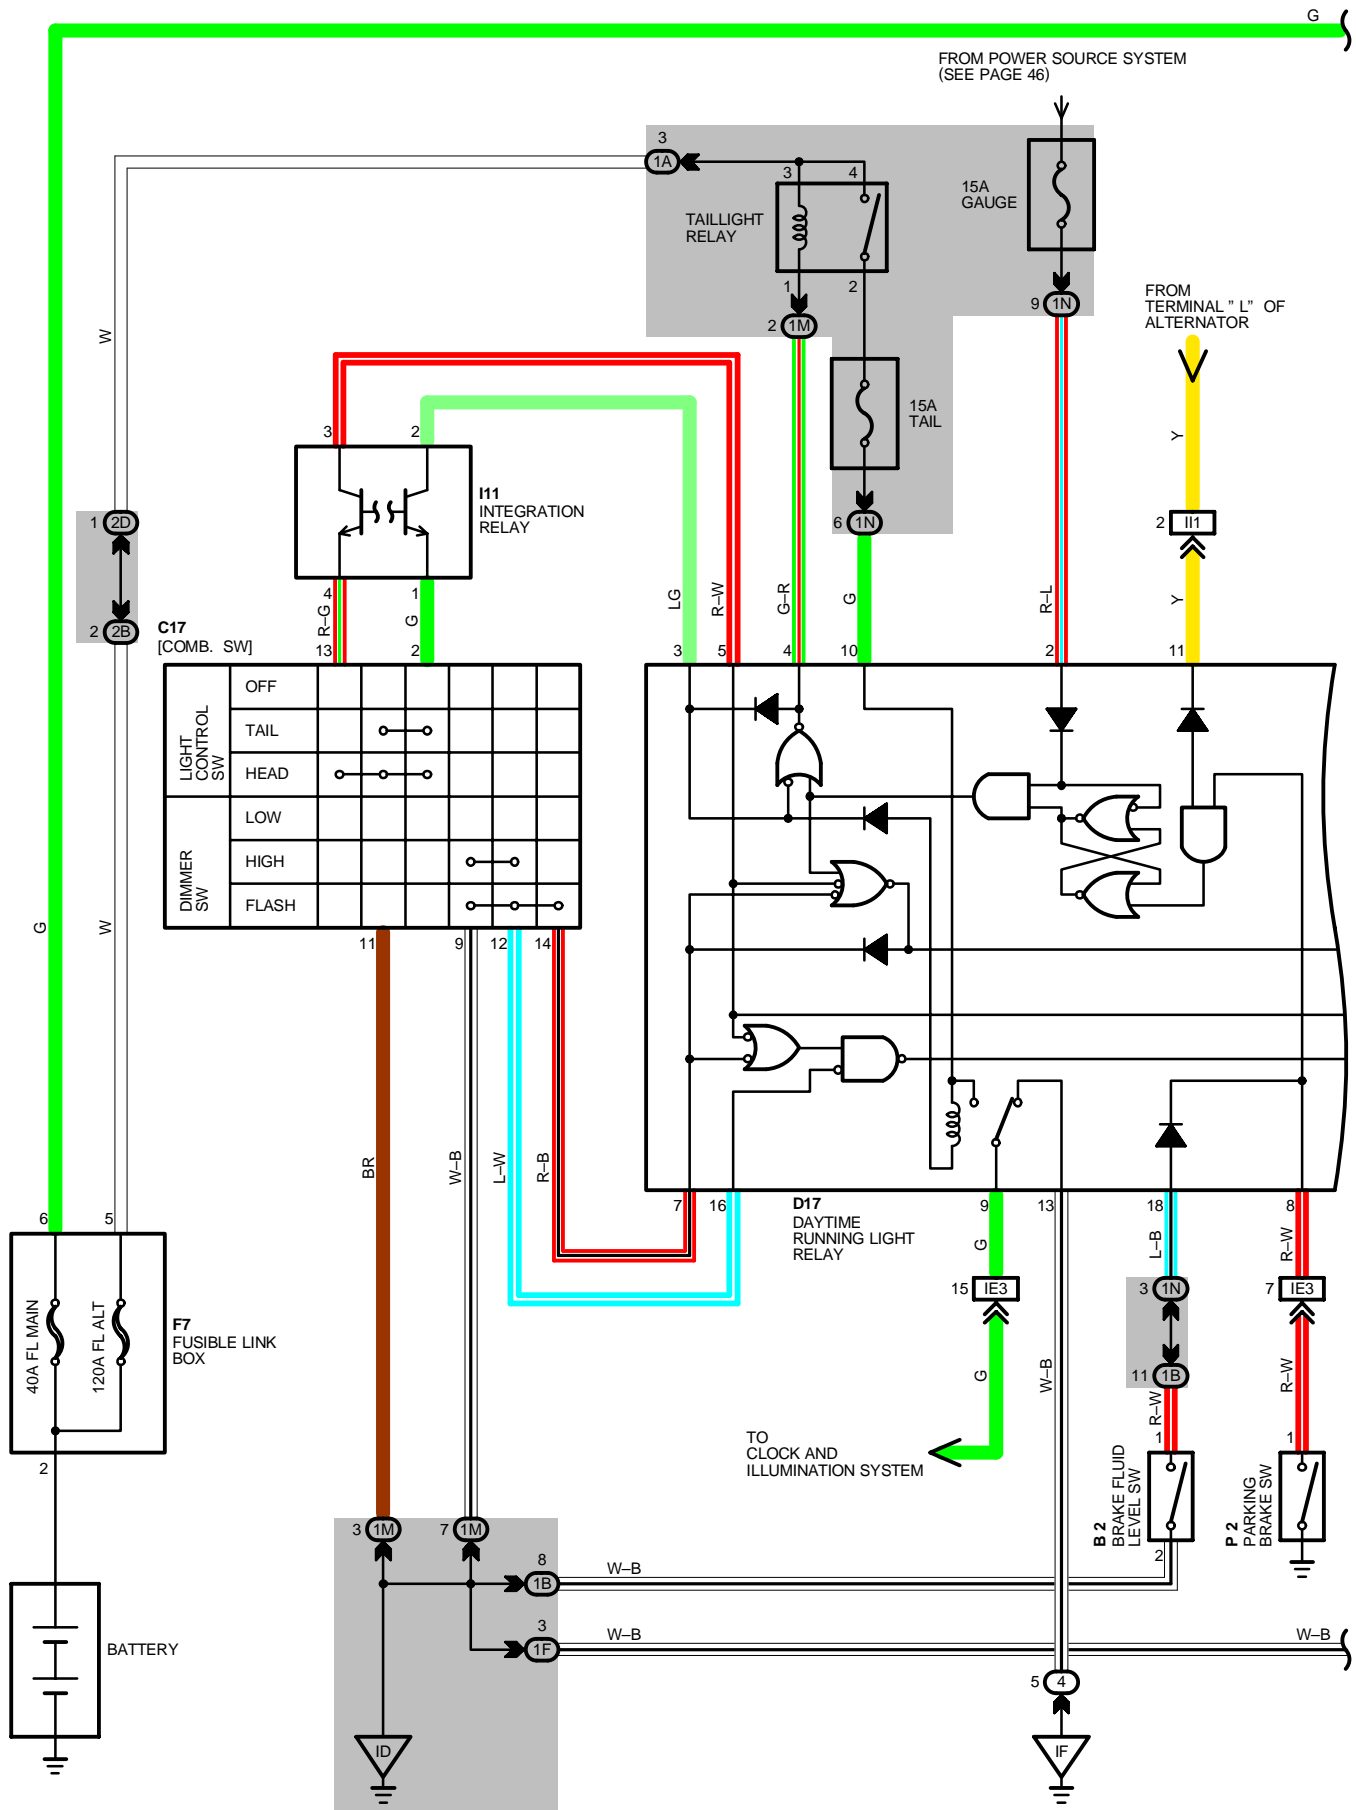 G
FROM POWER SOURCE SYSTEM
(SEE PAGE 46)
3
1A
3 4
TAILLIGHT
RELAY
1 2
2 1M
15A
GAUGE
9 1N
FROM
TERMINAL " L" OF
ALTERNATOR
W
15A
TAIL
6 1N
Y
2 II1
3 2
I11
INTEGRATION
RELAY
4 1
1 2D
2 2B
R–G
G
LG
R–W
G–R
G
R–L
Y
C17
[COMB. SW]
13 2
3 5 4 10 2 11
LIGHT
CONTROL
SW
OFF
TAIL
HEAD
DIMMER
SW
LOW
HIGH
FLASH
11 9 12 14
G
W
BR
W–B
L–W
R–B
7 16
D17
DAYTIME
RUNNING LIGHT
RELAY
9 13 18 8
G
L–B
R–W
15 IE3
3 1N
7 IE3
6 5
40A FL MAIN
120A FL ALT
F7
FUSIBLE LINK
BOX
2
G
W–B
11 1B
R–W
R–W
TO
CLOCK AND
ILLUMINATION SYSTEM
1
1
B 2
BRAKE FLUID
LEVEL SW
2
P 2
PARKING
BRAKE SW
3 1M
7 1M
8
1B
W–B
3
1F
W–B
W–B
BATTERY
5 4
ID
IF